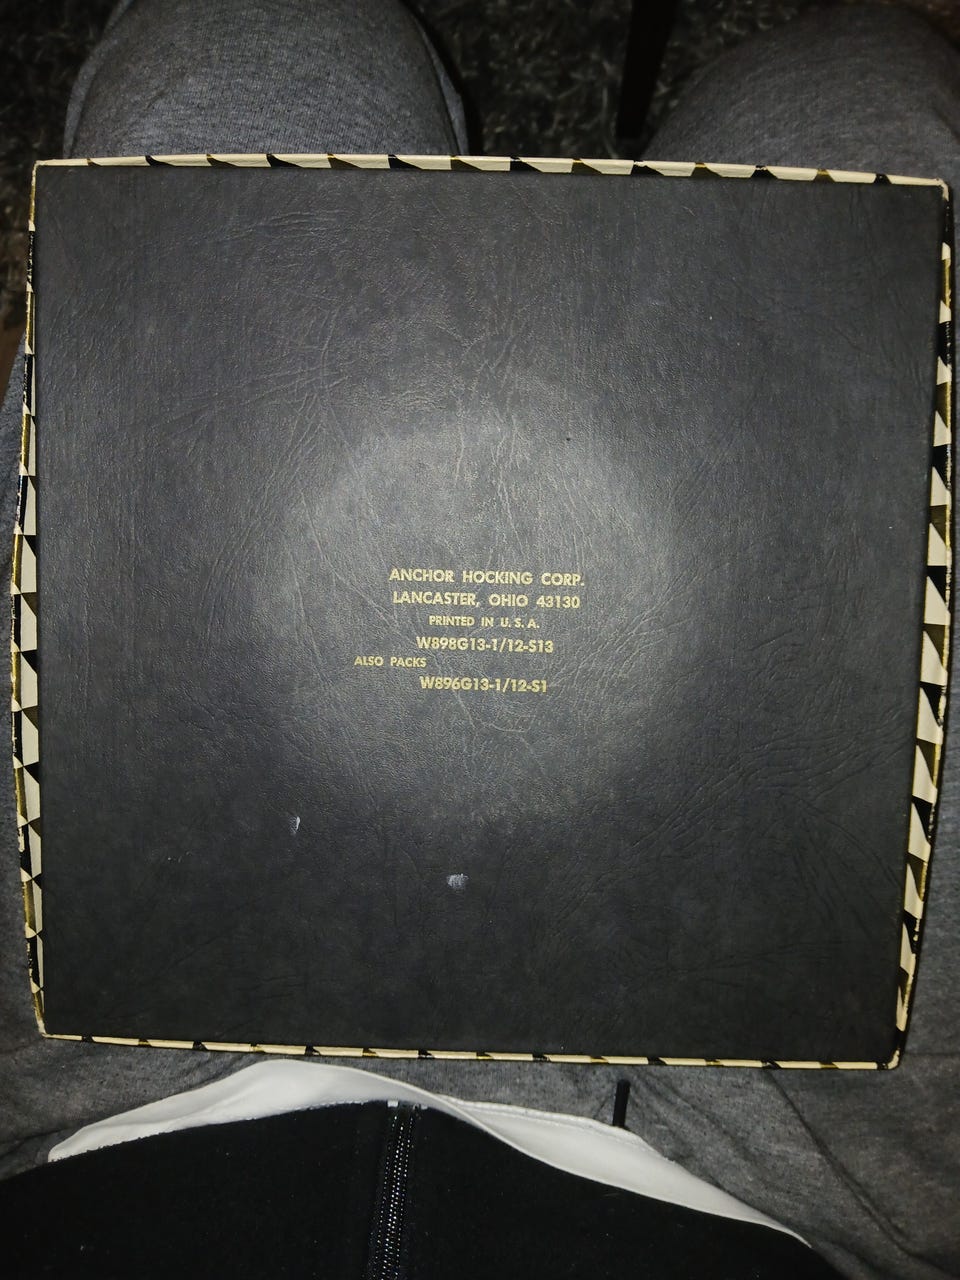 ANCHOR HOCKING CORP.
LANCASTER, OHIO 43130
PRINTED IN U. S. A.
W898G13-1/12-S13
ALSO PACKS
W896G13-1/12-S1